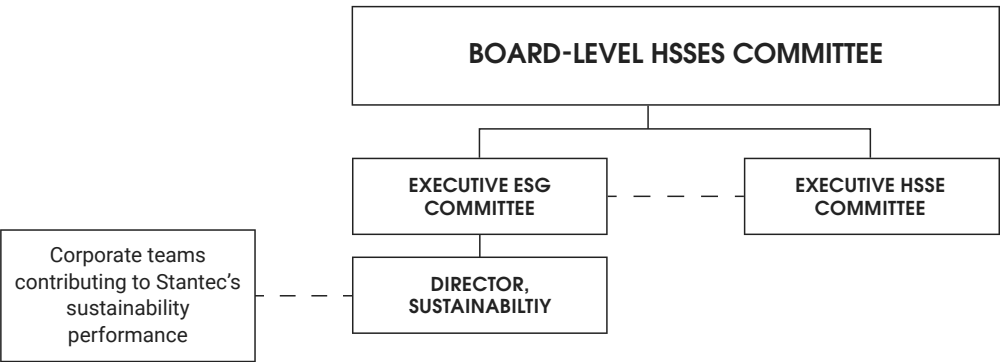 BOARD-LEVEL HSSES COMMITTEE
EXECUTIVE ESG
COMMITTEE
EXECUTIVE HSSE
COMMITTEE
Corporate teams
contributing to Stantec's
sustainability
performance
DIRECTOR,
SUSTAINABILTIY